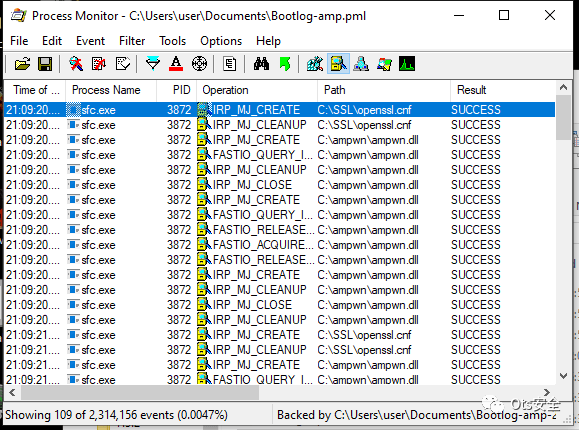 Process Monitor - C:\Users\user\Documents\Bootlog-amp.pml
File Edit Event Filter Tools Options Help
Time of ... Process Name PID Operation Path Result
21:09:20.... sfc.exe 3872 IRP_MJ_CREATE C:\SSL\openssl.cnf SUCCESS
21:09:20.... sfc.exe 3872 IRP_MJ_CLEANUP C:\SSL\openssl.cnf SUCCESS
21:09:20.... sfc.exe 3872 IRP_MJ_CREATE C:\ampwn\ampwn.dll SUCCESS
21:09:20.... sfc.exe 3872 FASTIO_QUERY_I... C:\ampwn\ampwn.dll SUCCESS
21:09:20.... sfc.exe 3872 IRP_MJ_CLEANUP C:\ampwn\ampwn.dll SUCCESS
21:09:20.... sfc.exe 3872 IRP_MJ_CLOSE C:\ampwn\ampwn.dll SUCCESS
21:09:20.... sfc.exe 3872 IRP_MJ_CREATE C:\ampwn\ampwn.dll SUCCESS
21:09:20.... sfc.exe 3872 FASTIO_QUERY_I... C:\ampwn\ampwn.dll SUCCESS
21:09:20.... sfc.exe 3872 FASTIO_RELEASE... C:\ampwn\ampwn.dll SUCCESS
21:09:20.... sfc.exe 3872 FASTIO_ACQUIRE... C:\ampwn\ampwn.dll SUCCESS
21:09:20.... sfc.exe 3872 FASTIO_RELEASE... C:\ampwn\ampwn.dll SUCCESS
21:09:20.... sfc.exe 3872 IRP_MJ_CREATE C:\ampwn\ampwn.dll SUCCESS
21:09:20.... sfc.exe 3872 IRP_MJ_CLEANUP C:\ampwn\ampwn.dll SUCCESS
21:09:20.... sfc.exe 3872 IRP_MJ_CLOSE C:\ampwn\ampwn.dll SUCCESS
21:09:20.... sfc.exe 3872 IRP_MJ_CLEANUP C:\ampwn\ampwn.dll SUCCESS
21:09:21.... sfc.exe 3872 IRP_MJ_CREATE C:\SSL\openssl.cnf SUCCESS
21:09:21.... sfc.exe 3872 IRP_MJ_CLEANUP C:\SSL\openssl.cnf SUCCESS
21:09:21.... sfc.exe 3872 IRP_MJ_CREATE C:\ampwn\ampwn.dll SUCCESS
21:09:21.... sfc.exe 3872 FASTIO_QUERY_I... C:\ampwn\ampwn.dll SUCCESS
Showing 109 of 2,314,156 events (0.0047%) Backed by C:\Users\user\Documents\Bootlog-amp-2
Ots安全